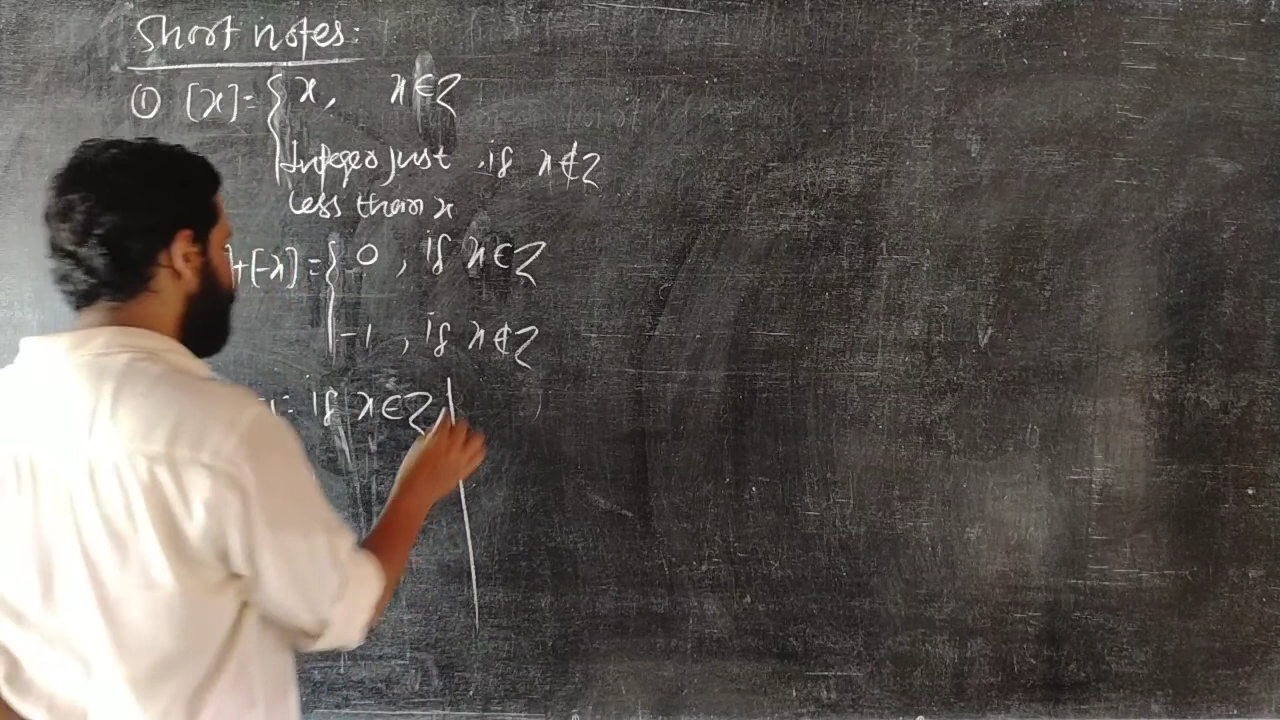 Short notes:
① [x] = { x, x ∈ Z
Integer just , if x ∉ Z
less than x
] + [-x] = { 0 , if x ∈ Z
-1 , if x ∉ Z
if x ∈ Z